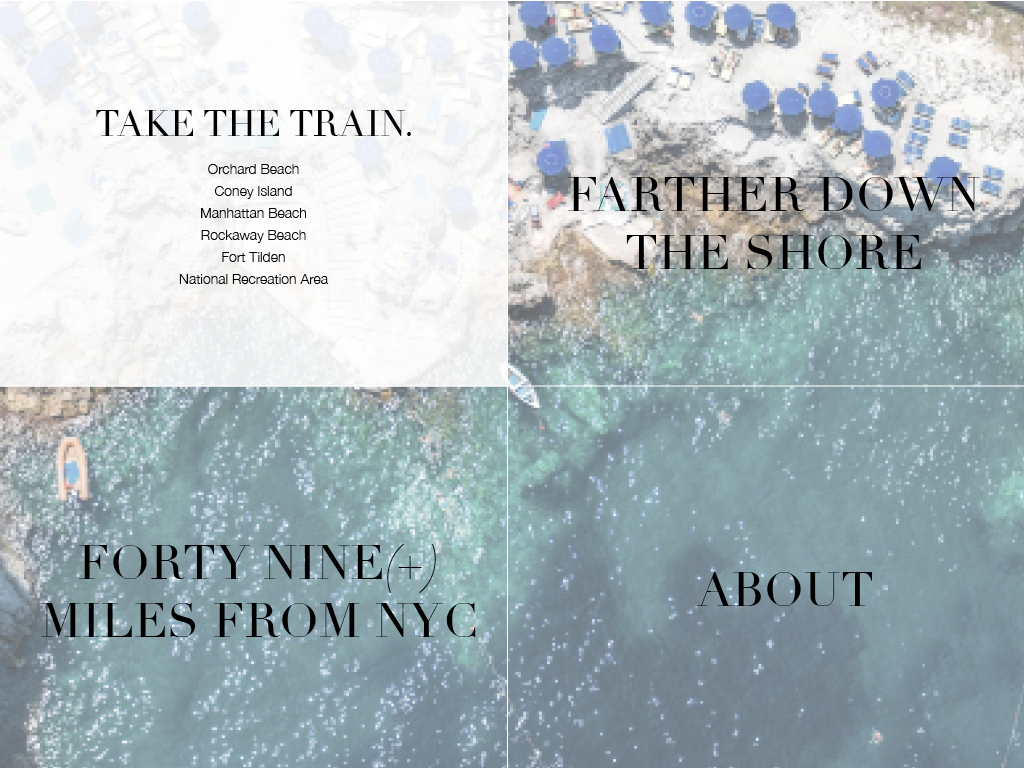 TAKE THE TRAIN.
Orchard Beach
Coney Island
Manhattan Beach
Rockaway Beach
Fort Tilden
National Recreation Area
FARTHER DOWN
THE SHORE
FORTY NINE(+)
MILES FROM NYC
ABOUT